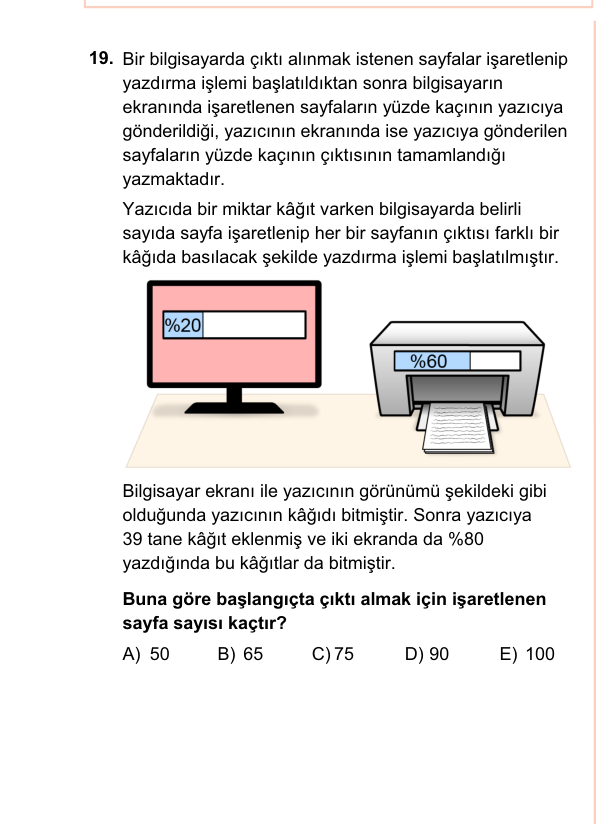 19. Bir bilgisayarda çıktı alınmak istenen sayfalar işaretlenip
yazdırma işlemi başlatıldıktan sonra bilgisayarın
ekranında işaretlenen sayfaların yüzde kaçının yazıcıya
gönderildiği, yazıcının ekranında ise yazıcıya gönderilen
sayfaların yüzde kaçının çıktısının tamamlandığı
yazmaktadır.
Yazıcıda bir miktar kâğıt varken bilgisayarda belirli
sayıda sayfa işaretlenip her bir sayfanın çıktısı farklı bir
kâğıda basılacak şekilde yazdırma işlemi başlatılmıştır.
%20
%60
Bilgisayar ekranı ile yazıcının görünümü şekildeki gibi
olduğunda yazıcının kâğıdı bitmiştir. Sonra yazıcıya
39 tane kâğıt eklenmiş ve iki ekranda da %80
yazdığında bu kâğıtlar da bitmiştir.
Buna göre başlangıçta çıktı almak için işaretlenen
sayfa sayısı kaçtır?
A) 50 B) 65 C) 75 D) 90 E) 100